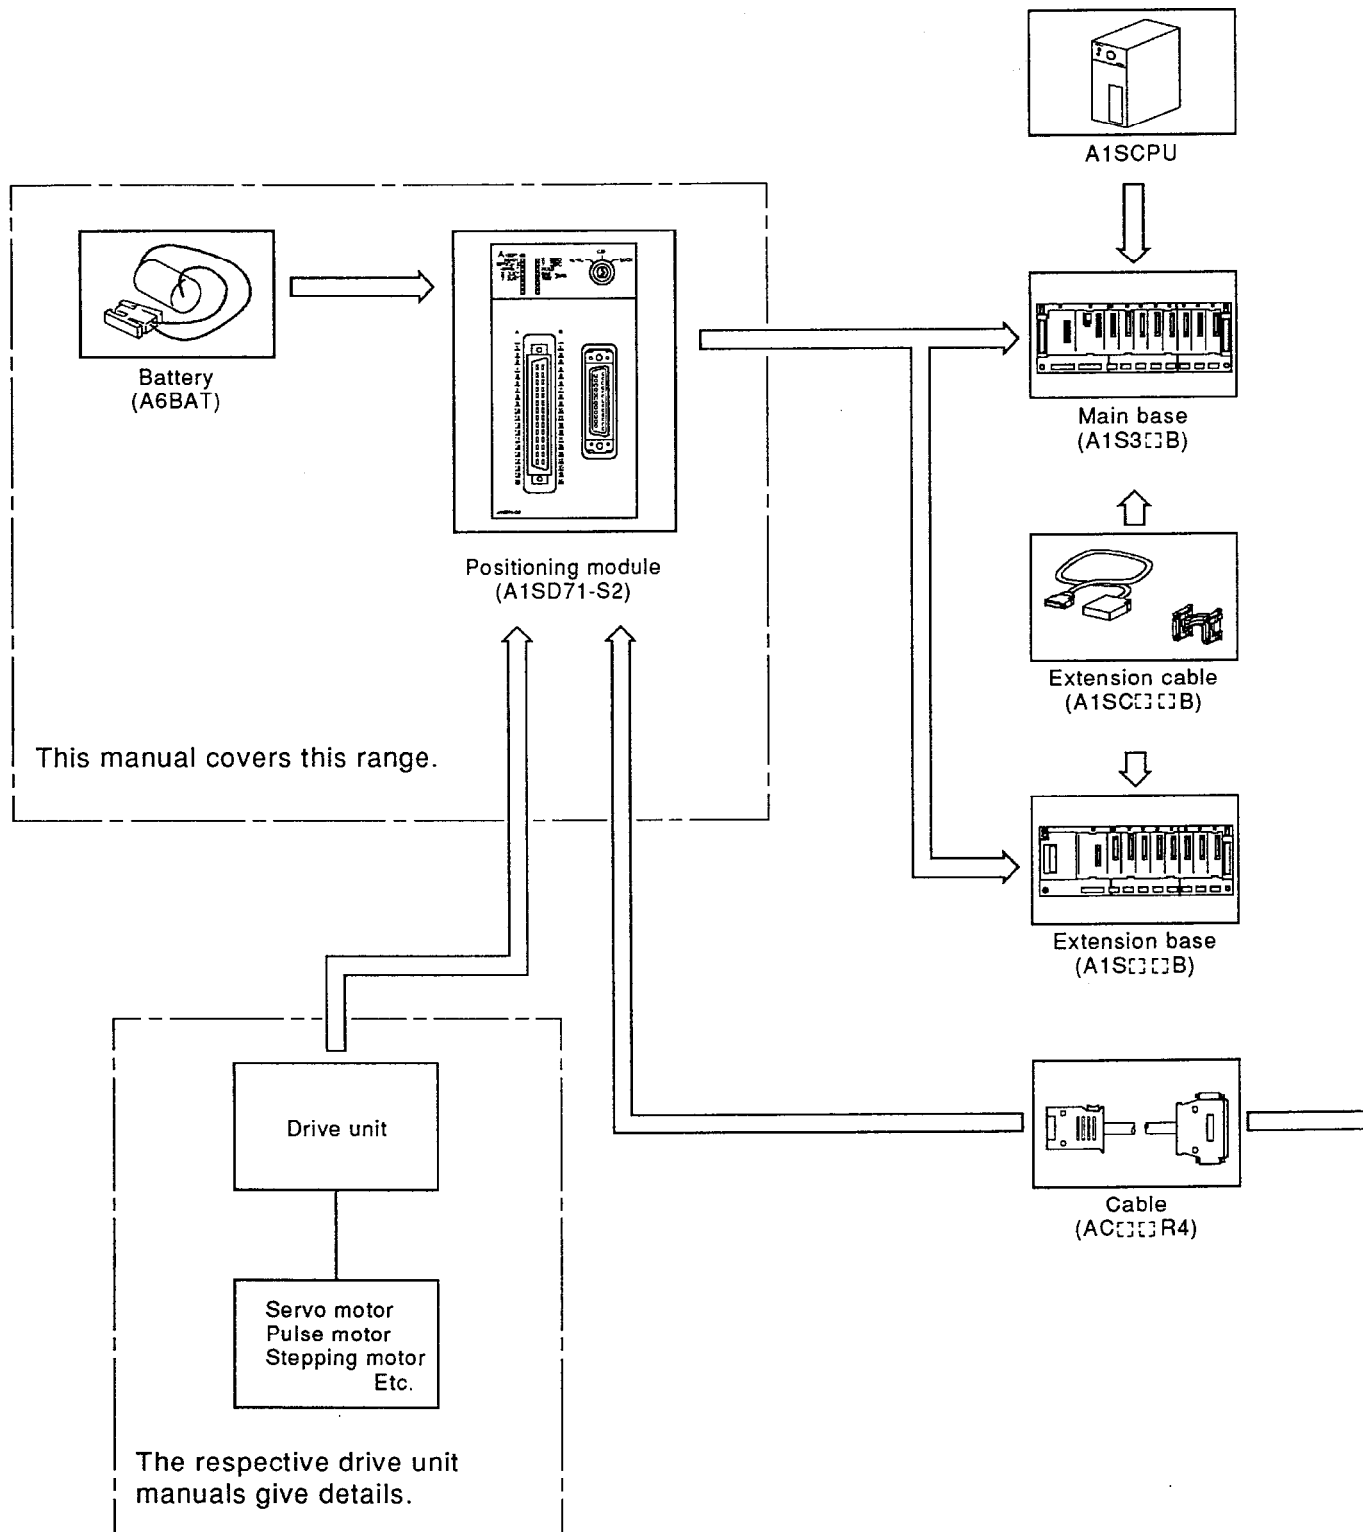 A1SCPU
Battery
(A6BAT)
Positioning module
(A1SD71-S2)
Main base
(A1S3⬚B)
Extension cable
(A1SC⬚⬚B)
This manual covers this range.
Extension base
(A1S⬚⬚B)
Drive unit
Cable
(AC⬚⬚R4)
Servo motor
Pulse motor
Stepping motor
Etc.
The respective drive unit
manuals give details.